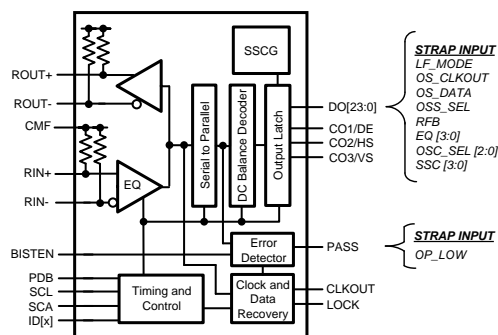 SSCG
STRAP INPUT
LF_MODE
OS_CLKOUT
OS_DATA
OSS_SEL
RFB
EQ [3:0]
OSC_SEL [2:0]
SSC [3:0]
ROUT+
ROUT-
CMF
RIN+
RIN-
EQ
Serial to Parallel
DC Balance Decoder
Output Latch
DO[23:0]
CO1/DE
CO2/HS
CO3/VS
BISTEN
Error
Detector
PASS
STRAP INPUT
OP_LOW
PDB
SCL
SCA
ID[x]
Timing and
Control
Clock and
Data
Recovery
CLKOUT
LOCK